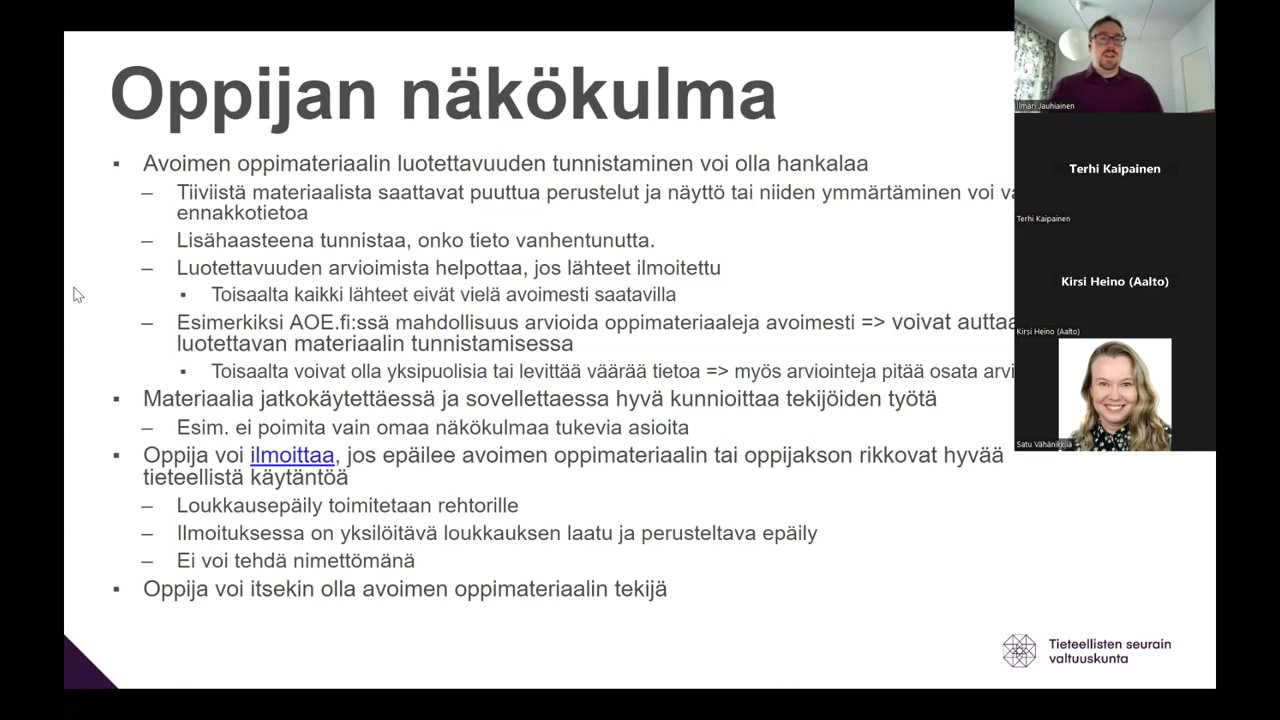 Oppijan näkökulma
▪ Avoimen oppimateriaalin luotettavuuden tunnistaminen voi olla hankalaa
– Tiiviistä materiaalista saattavat puuttua perustelut ja näyttö tai niiden ymmärtäminen voi
ennakkotietoa
– Lisähaasteena tunnistaa, onko tieto vanhentunutta.
– Luotettavuuden arvioimista helpottaa, jos lähteet ilmoitettu
▪ Toisaalta kaikki lähteet eivät vielä avoimesti saatavilla
– Esimerkiksi AOE.fi:ssä mahdollisuus arvioida oppimateriaaleja avoimesti => voivat auttaa
luotettavan materiaalin tunnistamisessa
▪ Toisaalta voivat olla yksipuolisia tai levittää väärää tietoa => myös arviointeja pitää osata
▪ Materiaalia jatkokäytettäessä ja sovellettaessa hyvä kunnioittaa tekijöiden työtä
– Esim. ei poimita vain omaa näkökulmaa tukevia asioita
▪ Oppija voi ilmoittaa, jos epäilee avoimen oppimateriaalin tai oppijakson rikkovat hyvää
tieteellistä käytäntöä
– Loukkausepäily toimitetaan rehtorille
– Ilmoituksessa on yksilöitävä loukkauksen laatu ja perusteltava epäily
– Ei voi tehdä nimettömänä
▪ Oppija voi itsekin olla avoimen oppimateriaalin tekijä
Tieteellisten seurain
valtuuskunta
Ilmari Jauhiainen
Terhi Kaipainen
Terhi Kaipainen
Kirsi Heino (Aalto)
Kirsi Heino (Aalto)
Satu Vähänikkilä